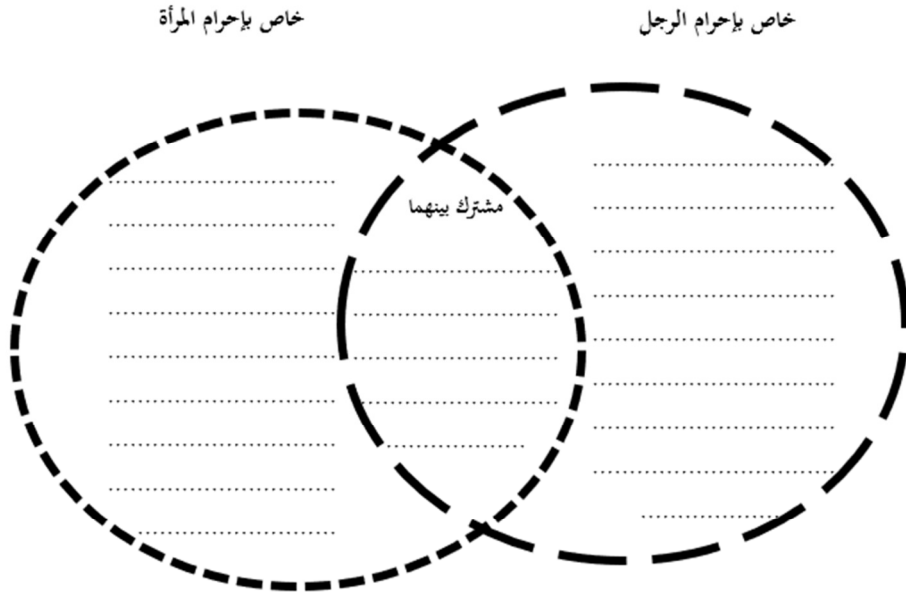 خاص بإحرام الرجل
خاص بإحرام المرأة
مشترك بينهما